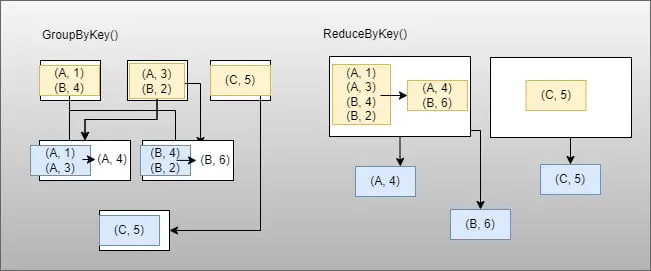 GroupByKey()
(A, 1)
(B, 4)
(A, 3)
(B, 2)
(C, 5)
(A, 1)
(A, 3)
(A, 4)
(B, 4)
(B, 2)
(B, 6)
(C, 5)
ReduceByKey()
(A, 1)
(A, 3)
(B, 4)
(B, 2)
(A, 4)
(B, 6)
(C, 5)
(A, 4)
(C, 5)
(B, 6)